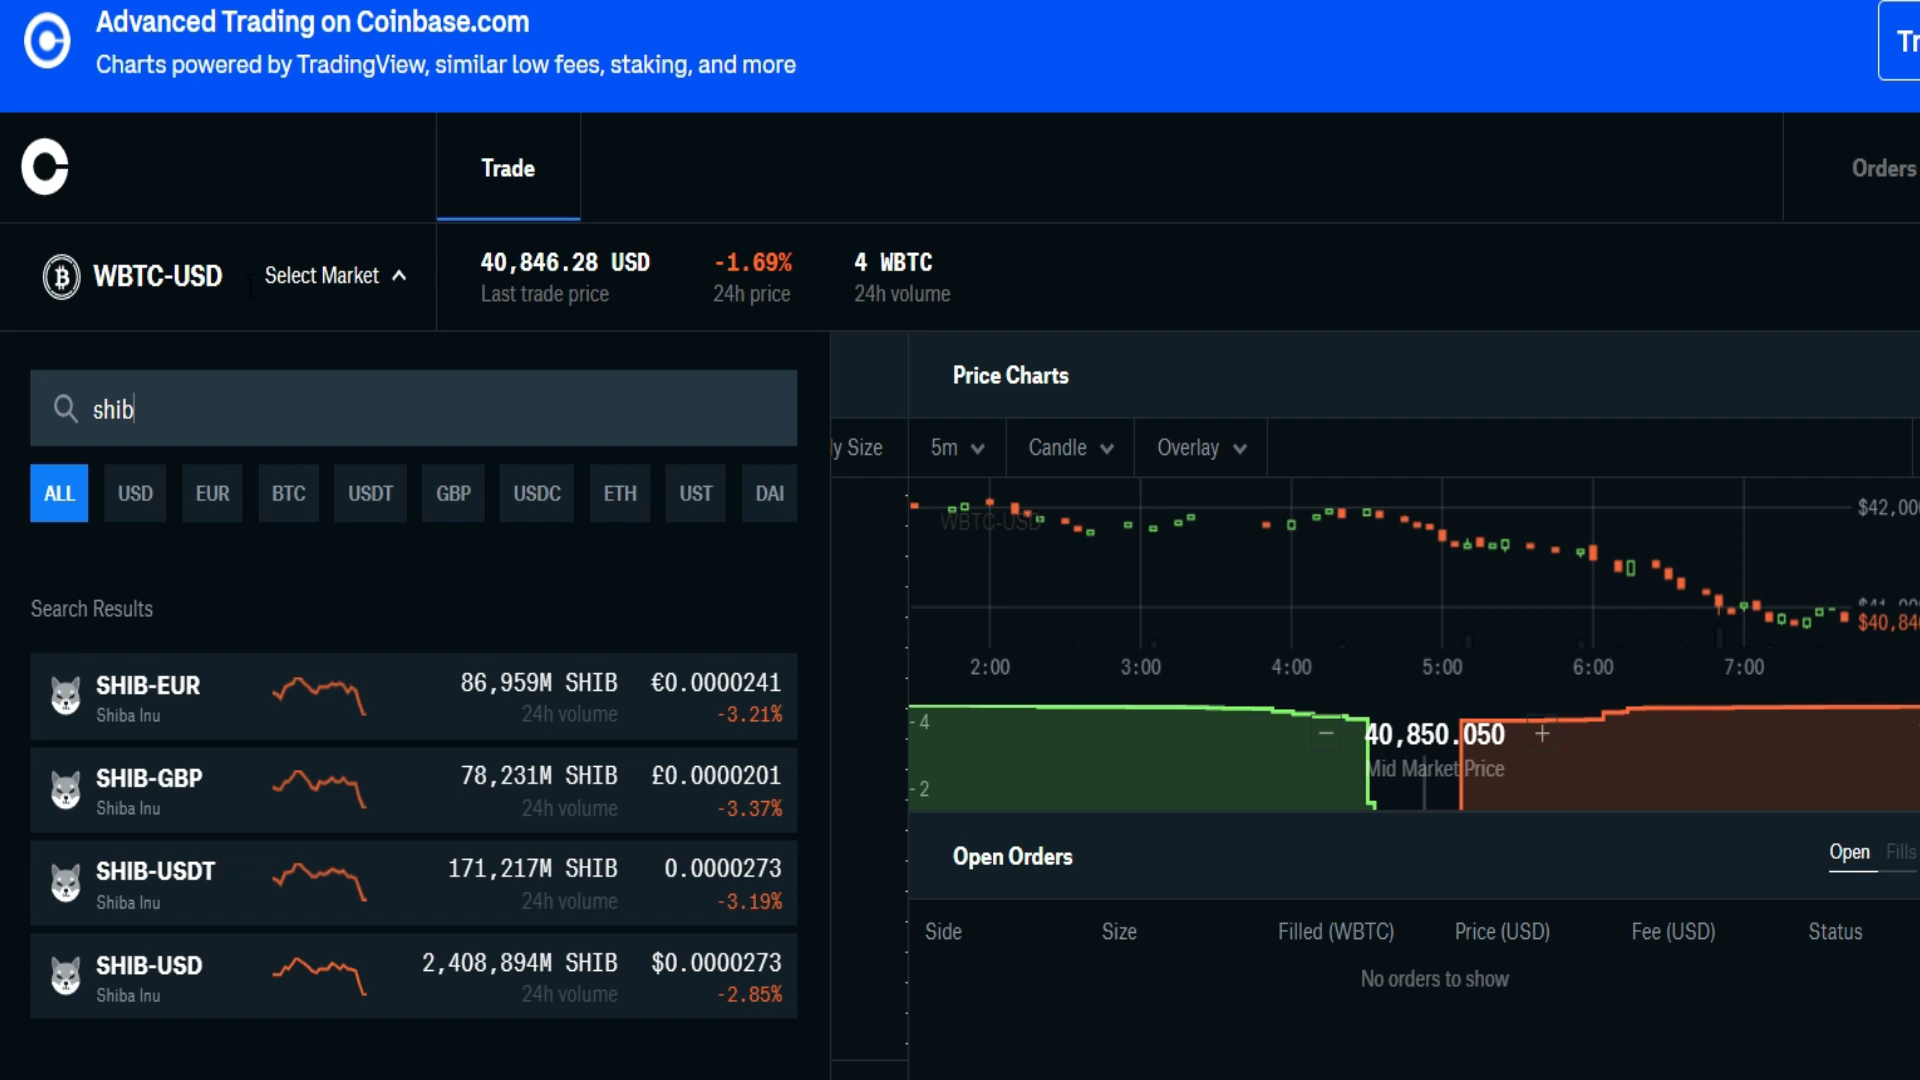 Advanced Trading on Coinbase.com
Charts powered by TradingView, similar low fees, staking, and more
Trade
Orders
WBTC-USD
Select Market
40,846.28 USD
Last trade price
-1.69%
24h price
4 WBTC
24h volume
shib
ALL USD EUR BTC USDT GBP USDC ETH UST DAI
Search Results
SHIB-EUR
Shiba Inu
86,959M SHIB
24h volume
€0.0000241
-3.21%
SHIB-GBP
Shiba Inu
78,231M SHIB
24h volume
£0.0000201
-3.37%
SHIB-USDT
Shiba Inu
171,217M SHIB
24h volume
0.0000273
-3.19%
SHIB-USD
Shiba Inu
2,408,894M SHIB
24h volume
$0.0000273
-2.85%
Price Charts
Size
5m
Candle
Overlay
WBTC-USD
2:00 3:00 4:00 5:00 6:00 7:00
4
2
- 40,850.050 +
Mid Market Price
Open Orders
Open Fills
Side Size Filled (WBTC) Price (USD) Fee (USD) Status
No orders to show